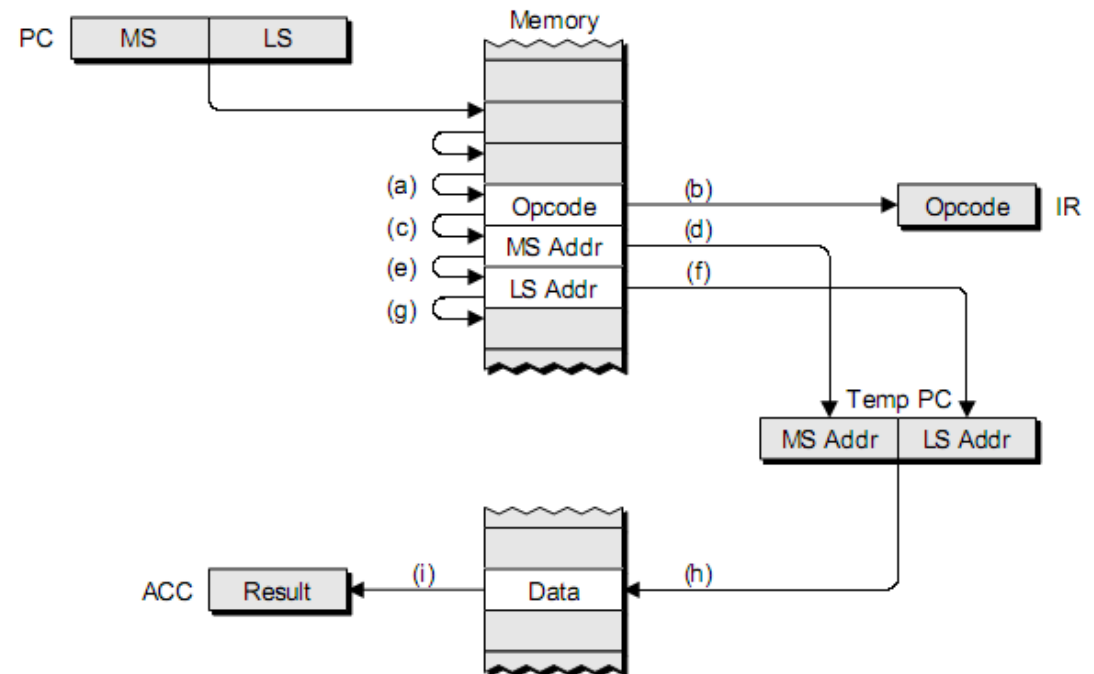 Memory
PC MS LS
(a) (b)
Opcode Opcode IR
(c) (d)
MS Addr
(e) (f)
LS Addr
(g)
Temp PC
MS Addr LS Addr
(i) (h)
ACC Result Data